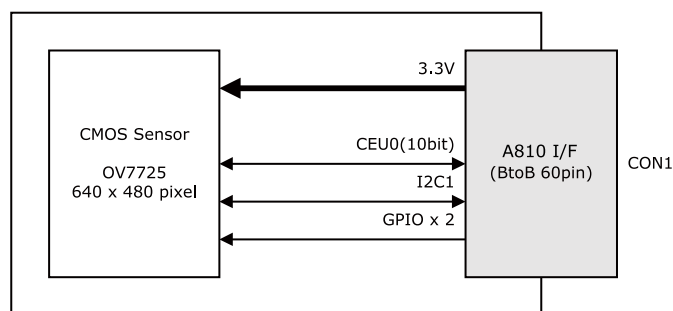 3.3V
CMOS Sensor
OV7725
640 x 480 pixel
CEU0(10bit)
I2C1
GPIO x 2
A810 I/F
(BtoB 60pin)
CON1